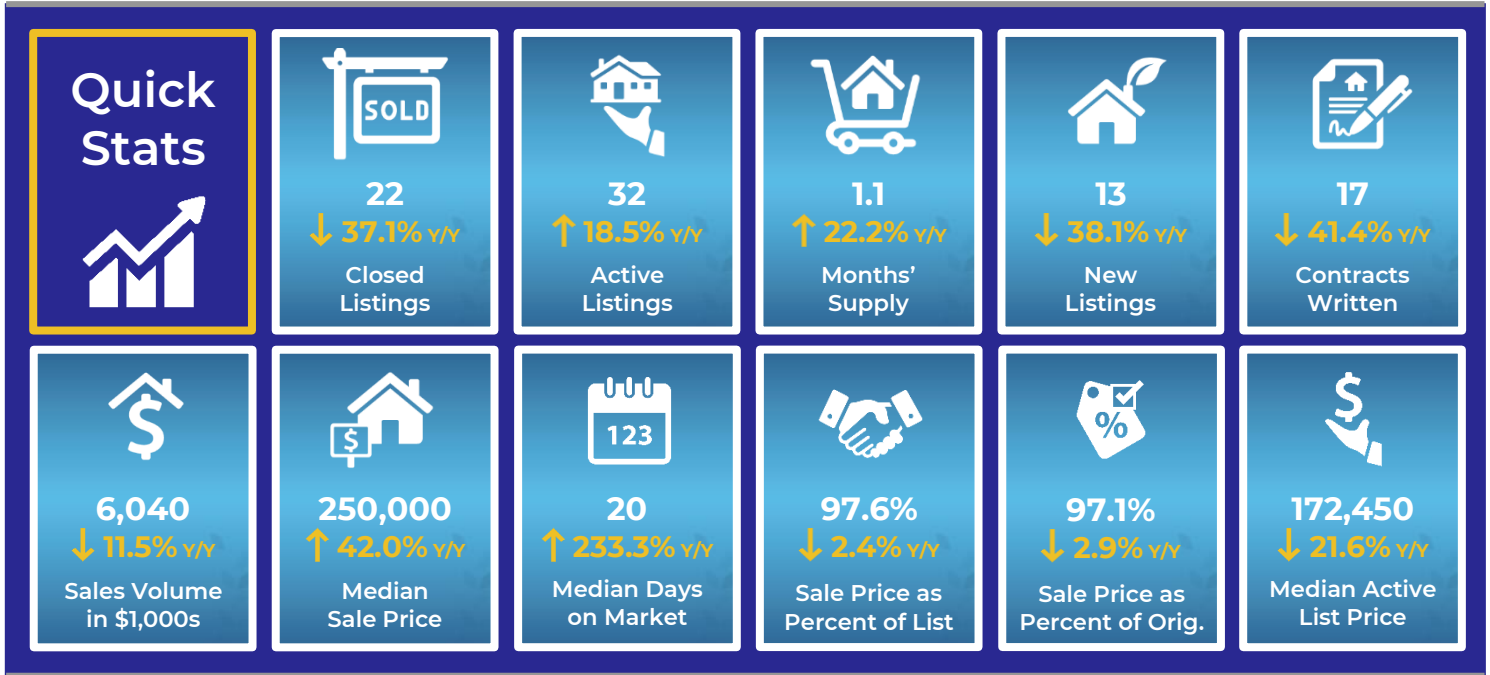 Quick
Stats
SOLD
22
↓ 37.1% Y/Y
Closed
Listings
32
↑ 18.5% Y/Y
Active
Listings
1.1
↑ 22.2% Y/Y
Months’
Supply
13
↓ 38.1% Y/Y
New
Listings
17
↓ 41.4% Y/Y
Contracts
Written
$
6,040
↓ 11.5% Y/Y
Sales Volume
in $1,000s
$
250,000
↑ 42.0% Y/Y
Median
Sale Price
123
20
↑ 233.3% Y/Y
Median Days
on Market
97.6%
↓ 2.4% Y/Y
Sale Price as
Percent of List
%
97.1%
↓ 2.9% Y/Y
Sale Price as
Percent of Orig.
$
172,450
↓ 21.6% Y/Y
Median Active
List Price